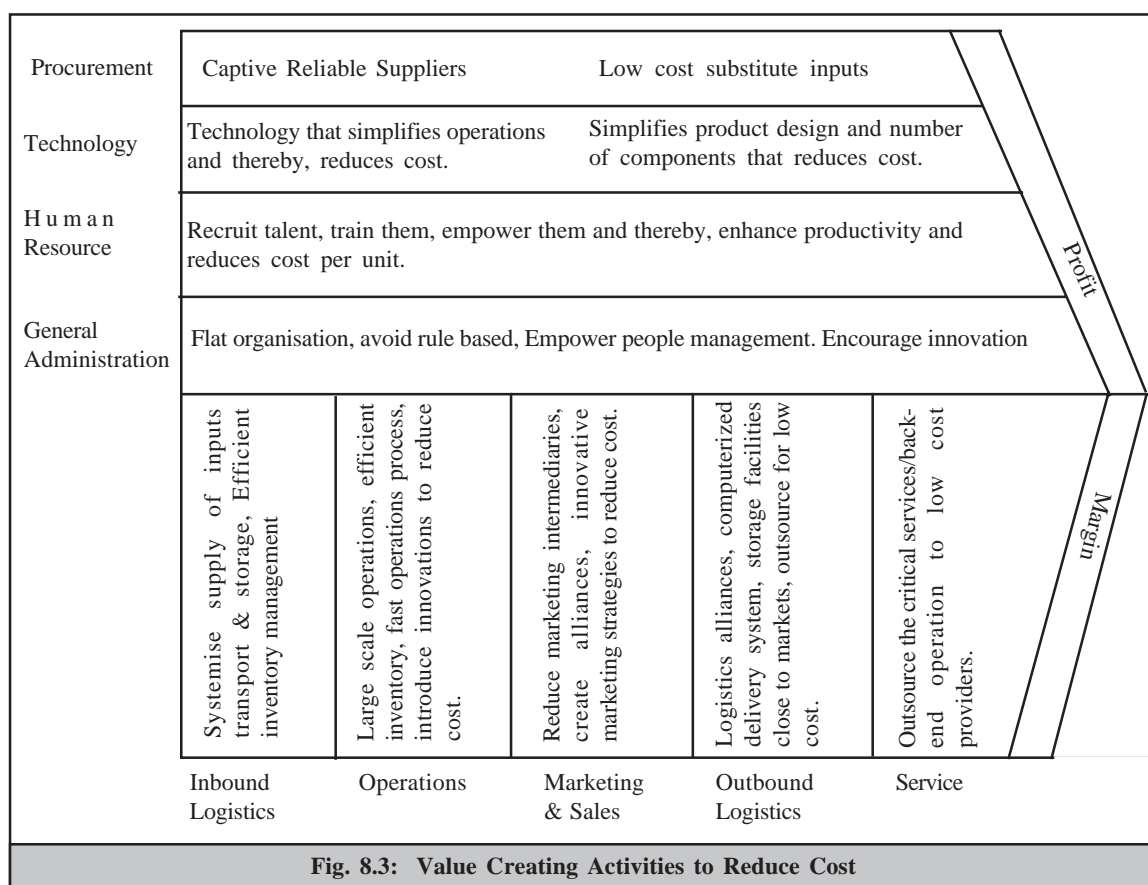 Procurement
Captive Reliable Suppliers
Low cost substitute inputs
Technology
Technology that simplifies operations
and thereby, reduces cost.
Simplifies product design and number
of components that reduces cost.
Human
Resource
Recruit talent, train them, empower them and thereby, enhance productivity and
reduces cost per unit.
General
Administration
Flat organisation, avoid rule based, Empower people management. Encourage innovation
Profit
Margin
Systemise supply of inputs
transport & storage, Efficient
inventory management
Large scale operations, efficient
inventory, fast operations process,
introduce innovations to reduce
cost.
Reduce marketing intermediaries,
create alliances, innovative
marketing strategies to reduce cost.
Logistics alliances, computerized
delivery system, storage facilities
close to markets, outsource for low
cost.
Outsource the critical services/back-
end operation to low cost
providers.
Inbound
Logistics
Operations
Marketing
& Sales
Outbound
Logistics
Service
Fig. 8.3: Value Creating Activities to Reduce Cost